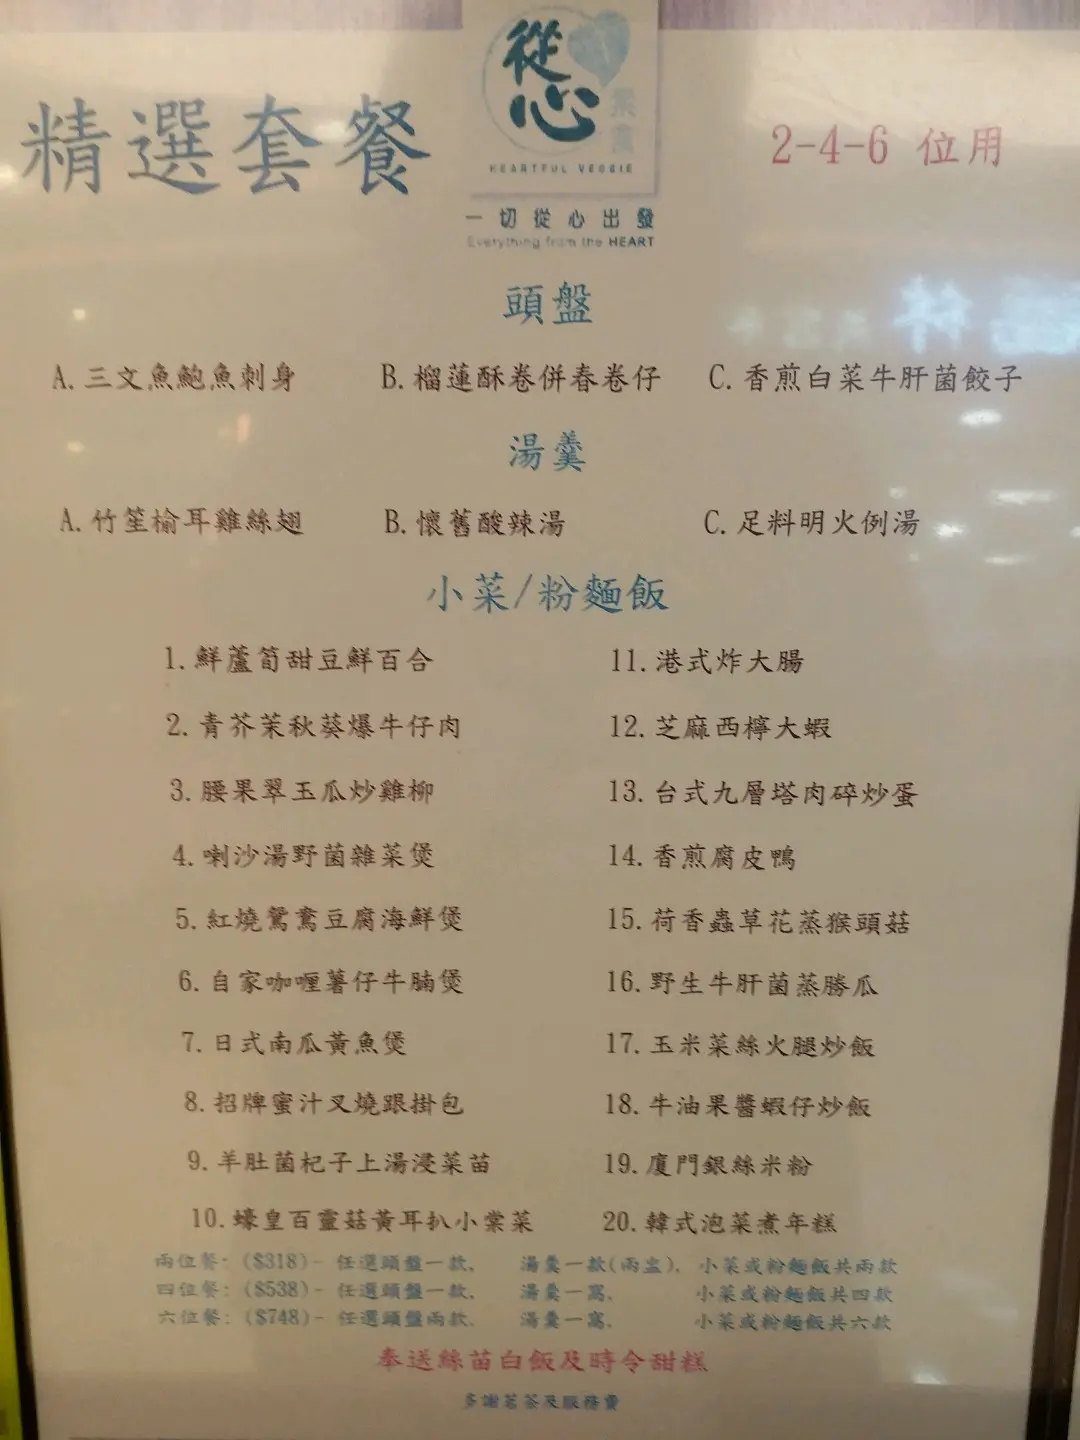 從心
素薈
HEARTFUL VEGGIE
一切從心出發
Everything from the HEART
精選套餐
2-4-6 位用
頭盤
A. 三文魚鮑魚刺身 B. 榴蓮酥卷併春卷仔 C. 香煎白菜牛肝菌餃子
湯羹
A. 竹笙榆耳雞絲翅 B. 懷舊酸辣湯 C. 足料明火例湯
小菜/粉麵飯
1. 鮮蘆筍甜豆鮮百合
2. 青芥茉秋葵爆牛仔肉
3. 腰果翠玉瓜炒雞柳
4. 喇沙湯野菌雜菜煲
5. 紅燒鴛鴦豆腐海鮮煲
6. 自家咖喱薯仔牛腩煲
7. 日式南瓜黃魚煲
8. 招牌蜜汁叉燒跟掛包
9. 羊肚菌杞子上湯浸菜苗
10. 蠔皇百靈菇黃耳扒小棠菜
11. 港式炸大腸
12. 芝麻西檸大蝦
13. 台式九層塔肉碎炒蛋
14. 香煎腐皮鴨
15. 荷香蟲草花蒸猴頭菇
16. 野生牛肝菌蒸勝瓜
17. 玉米菜絲火腿炒飯
18. 牛油果醬蝦仔炒飯
19. 廈門銀絲米粉
20. 韓式泡菜煮年糕
兩位餐: ($318)- 任選頭盤一款, 湯羹一款(兩盅), 小菜或粉麵飯共兩款
四位餐: ($538)- 任選頭盤一款, 湯羹一窩, 小菜或粉麵飯共四款
六位餐: ($748)- 任選頭盤兩款, 湯羹一窩, 小菜或粉麵飯共六款
奉送絲苗白飯及時令甜糕
多謝茗茶及服務費